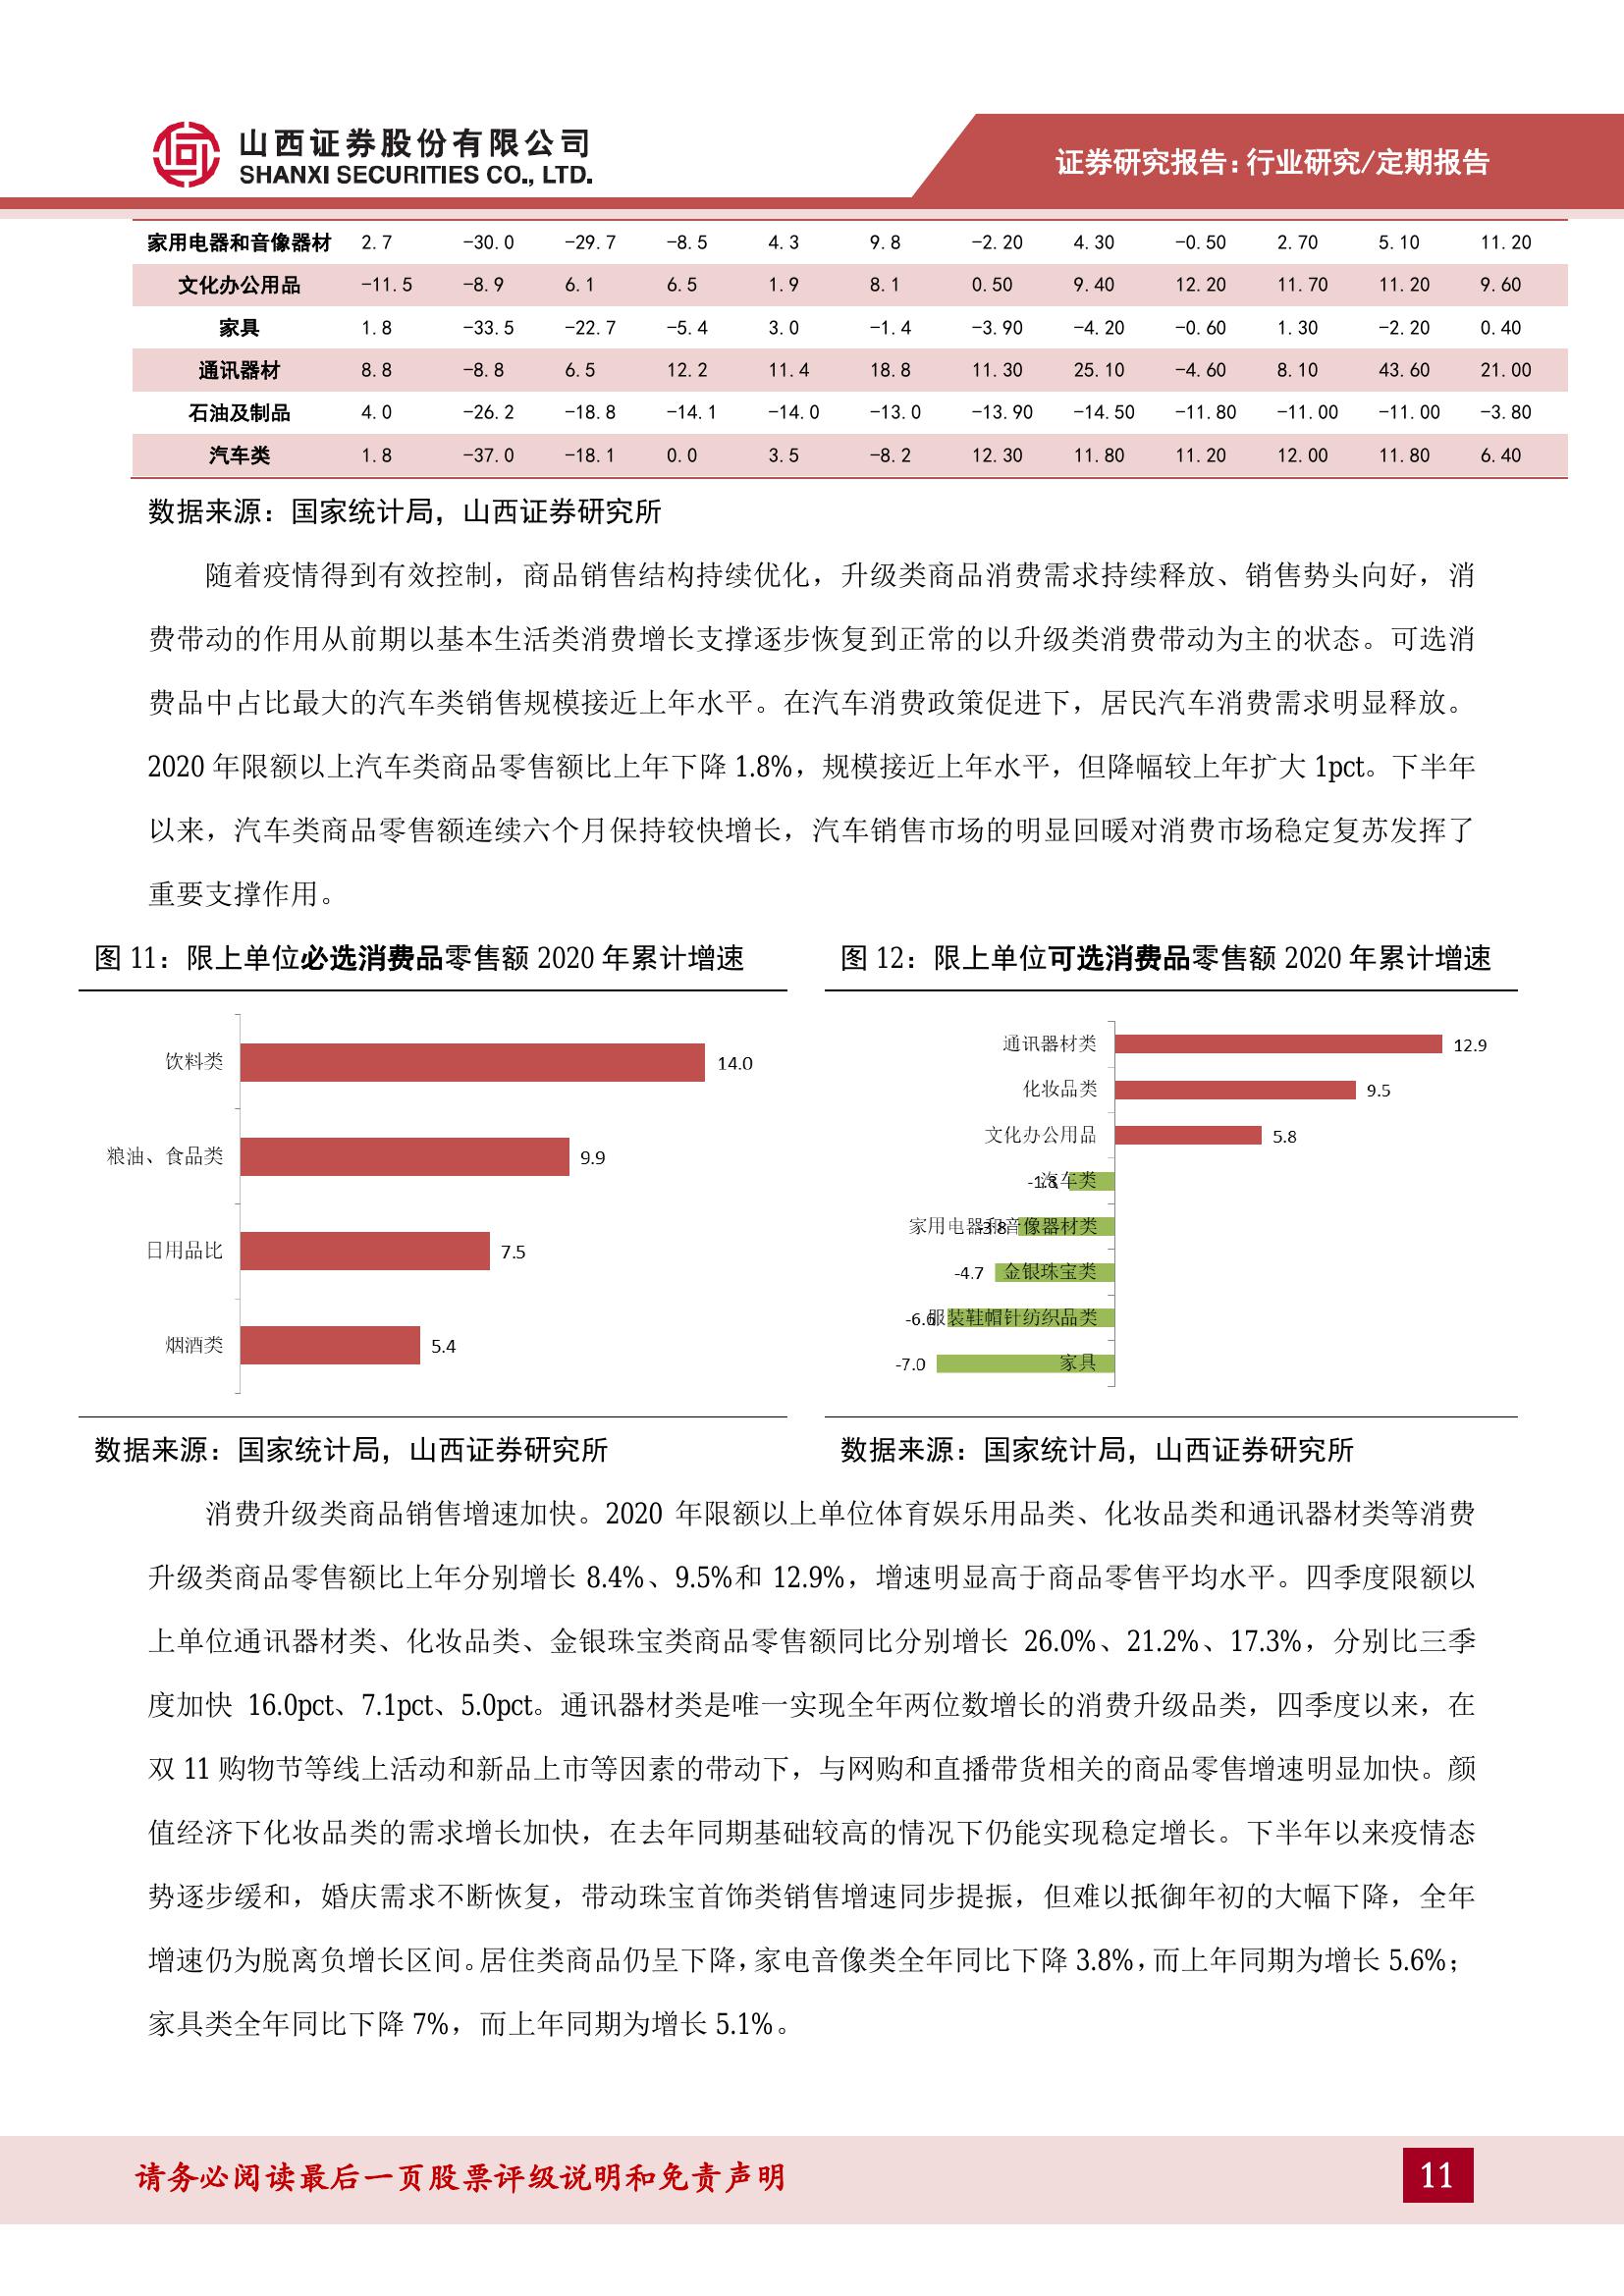 山西证券股份有限公司
SHANXI SECURITIES CO., LTD.
证券研究报告:行业研究/定期报告
家用电器和音像器材 2.7 -30.0 -29.7 -8.5 4.3 9.8 -2.20 4.30 -0.50 2.70 5.10 11.20
文化办公用品 -11.5 -8.9 6.1 6.5 1.9 8.1 0.50 9.40 12.20 11.70 11.20 9.60
家具 1.8 -33.5 -22.7 -5.4 3.0 -1.4 -3.90 -4.20 -0.60 1.30 -2.20 0.40
通讯器材 8.8 -8.8 6.5 12.2 11.4 18.8 11.30 25.10 -4.60 8.10 43.60 21.00
石油及制品 4.0 -26.2 -18.8 -14.1 -14.0 -13.0 -13.90 -14.50 -11.80 -11.00 -11.00 -3.80
汽车类 1.8 -37.0 -18.1 0.0 3.5 -8.2 12.30 11.80 11.20 12.00 11.80 6.40
数据来源：国家统计局，山西证券研究所
随着疫情得到有效控制，商品销售结构持续优化，升级类商品消费需求持续释放、销售势头向好，消
费带动的作用从前期以基本生活类消费增长支撑逐步恢复到正常的以升级类消费带动为主的状态。可选消
费品中占比最大的汽车类销售规模接近上年水平。在汽车消费政策促进下，居民汽车消费需求明显释放。
2020 年限额以上汽车类商品零售额比上年下降 1.8%，规模接近上年水平，但降幅较上年扩大 1pct。下半年
以来，汽车类商品零售额连续六个月保持较快增长，汽车销售市场的明显回暖对消费市场稳定复苏发挥了
重要支撑作用。
图 11：限上单位必选消费品零售额 2020 年累计增速
饮料类 14.0
粮油、食品类 9.9
日用品比 7.5
烟酒类 5.4
数据来源：国家统计局，山西证券研究所
图 12：限上单位可选消费品零售额 2020 年累计增速
通讯器材类 12.9
化妆品类 9.5
文化办公用品 5.8
汽车类 -1.8
家用电器和音像器材类 -3.8
金银珠宝类 -4.7
服装鞋帽针纺织品类 -6.6
家具 -7.0
数据来源：国家统计局，山西证券研究所
消费升级类商品销售增速加快。2020 年限额以上单位体育娱乐用品类、化妆品类和通讯器材类等消费
升级类商品零售额比上年分别增长 8.4%、9.5%和 12.9%，增速明显高于商品零售平均水平。四季度限额以
上单位通讯器材类、化妆品类、金银珠宝类商品零售额同比分别增长 26.0%、21.2%、17.3%，分别比三季
度加快 16.0pct、7.1pct、5.0pct。通讯器材类是唯一实现全年两位数增长的消费升级品类，四季度以来，在
双 11 购物节等线上活动和新品上市等因素的带动下，与网购和直播带货相关的商品零售增速明显加快。颜
值经济下化妆品类的需求增长加快，在去年同期基础较高的情况下仍能实现稳定增长。下半年以来疫情态
势逐步缓和，婚庆需求不断恢复，带动珠宝首饰类销售增速同步提振，但难以抵御年初的大幅下降，全年
增速仍为脱离负增长区间。居住类商品仍呈下降，家电音像类全年同比下降 3.8%，而上年同期为增长 5.6%；
家具类全年同比下降 7%，而上年同期为增长 5.1%。
请务必阅读最后一页股票评级说明和免责声明
11